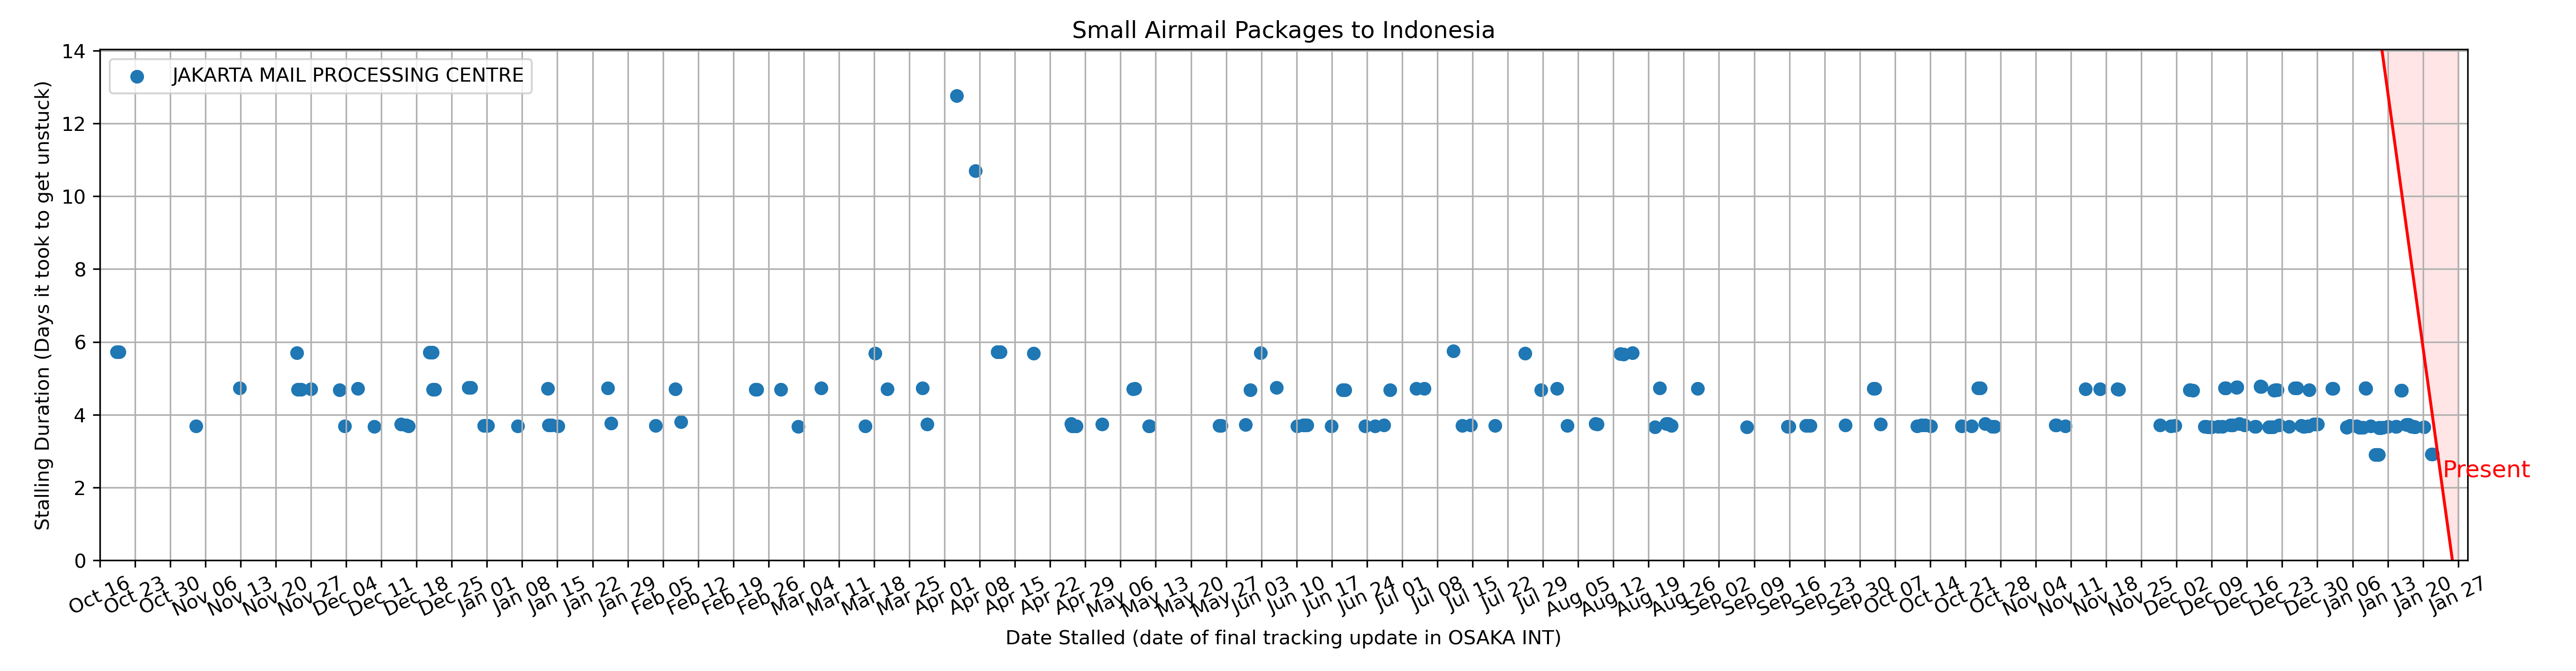 Small Airmail Packages to Indonesia
JAKARTA MAIL PROCESSING CENTRE
Stalling Duration (Days it took to get unstuck)
14
12
10
8
6
4
2
0
Present
Oct 16
Oct 23
Oct 30
Nov 06
Nov 13
Nov 20
Nov 27
Dec 04
Dec 11
Dec 18
Dec 25
Jan 01
Jan 08
Jan 15
Jan 22
Jan 29
Feb 05
Feb 12
Feb 19
Feb 26
Mar 04
Mar 11
Mar 18
Mar 25
Apr 01
Apr 08
Apr 15
Apr 22
Apr 29
May 06
May 13
May 20
May 27
Jun 03
Jun 10
Jun 17
Jun 24
Jul 01
Jul 08
Jul 15
Jul 22
Jul 29
Aug 05
Aug 12
Aug 19
Aug 26
Sep 02
Sep 09
Sep 16
Sep 23
Sep 30
Oct 07
Oct 14
Oct 21
Oct 28
Nov 04
Nov 11
Nov 18
Nov 25
Dec 02
Dec 09
Dec 16
Dec 23
Dec 30
Jan 06
Jan 13
Jan 20
Jan 27
Date Stalled (date of final tracking update in OSAKA INT)